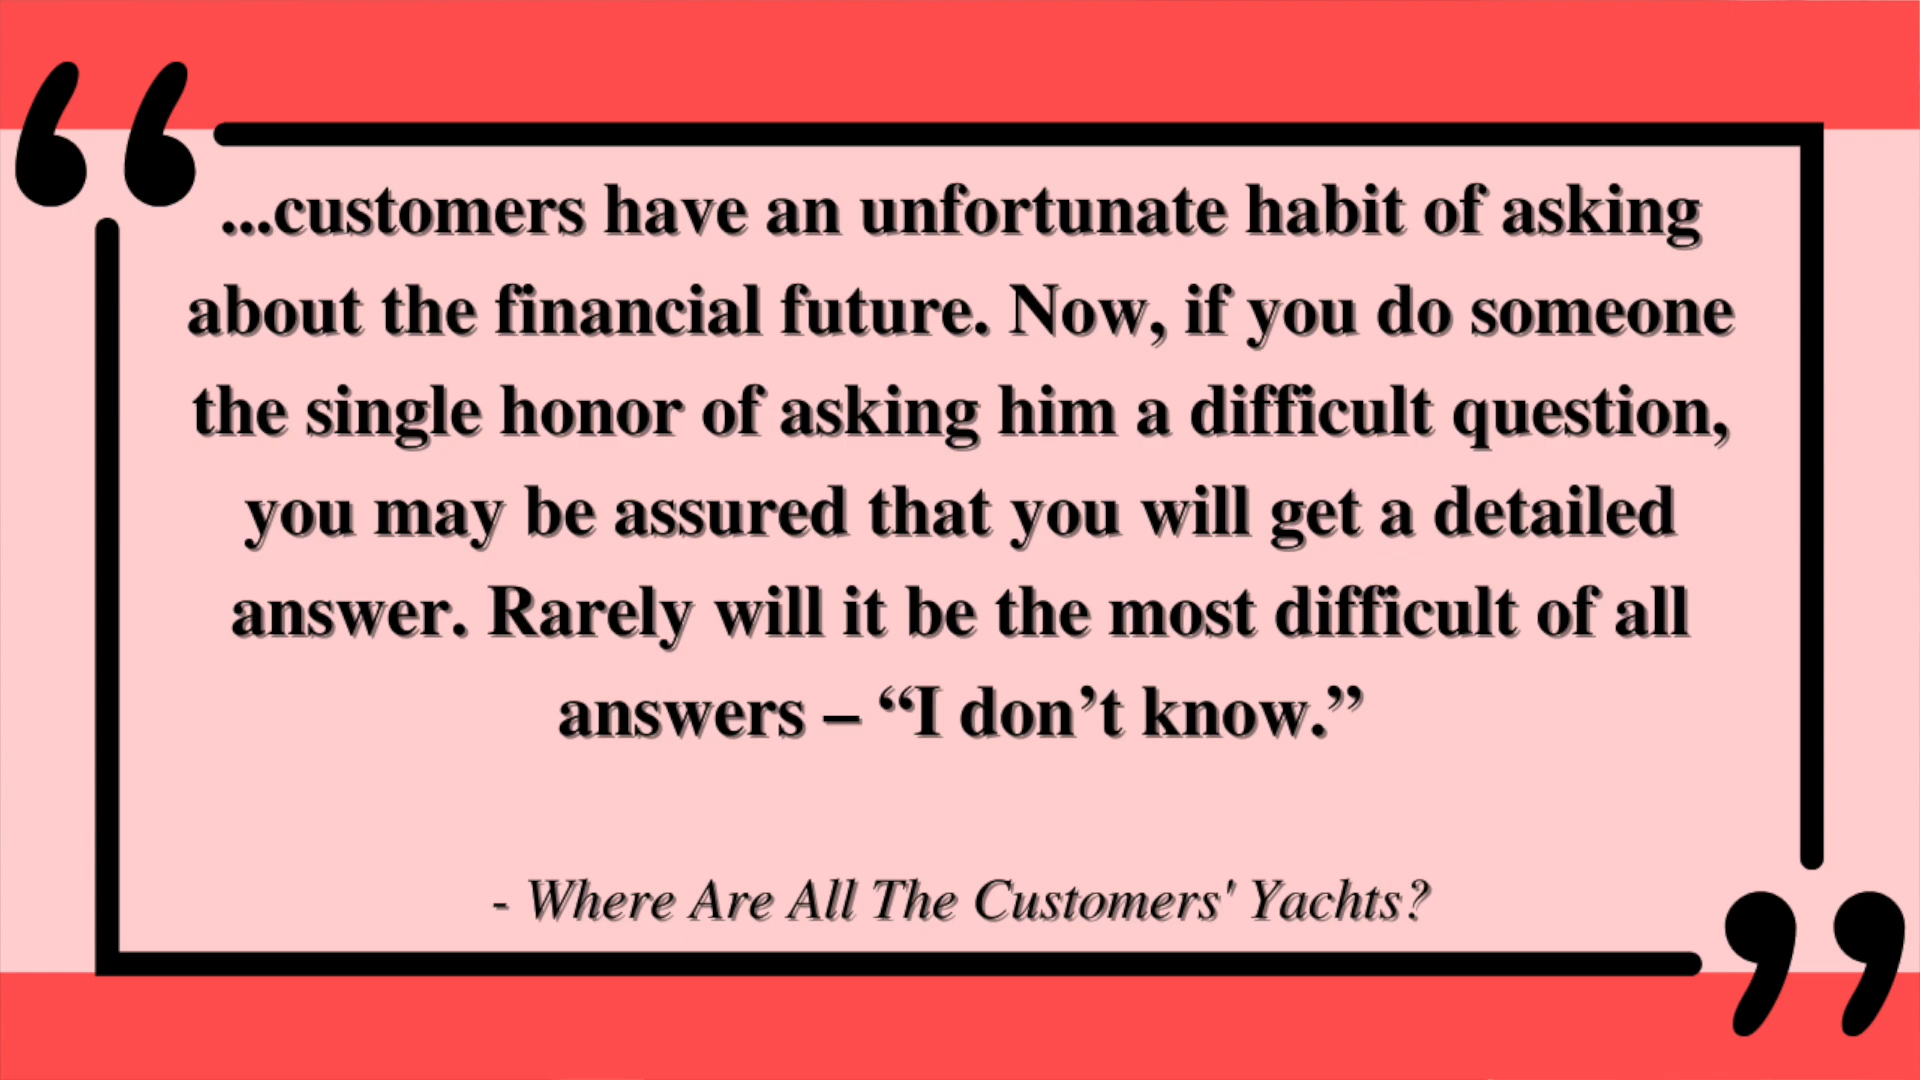 ...customers have an unfortunate habit of asking
about the financial future. Now, if you do someone
the single honor of asking him a difficult question,
you may be assured that you will get a detailed
answer. Rarely will it be the most difficult of all
answers – “I don’t know.”
- Where Are All The Customers' Yachts?